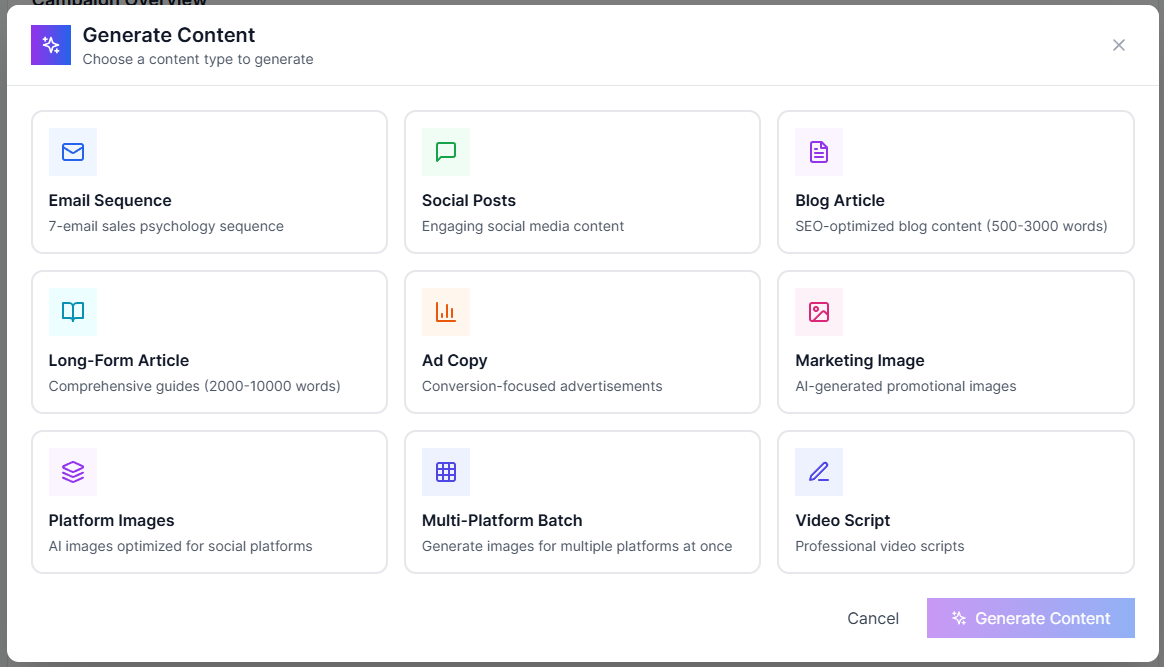 Campaign Overview
Generate Content
Choose a content type to generate
Email Sequence
7-email sales psychology sequence
Social Posts
Engaging social media content
Blog Article
SEO-optimized blog content (500-3000 words)
Long-Form Article
Comprehensive guides (2000-10000 words)
Ad Copy
Conversion-focused advertisements
Marketing Image
AI-generated promotional images
Platform Images
AI images optimized for social platforms
Multi-Platform Batch
Generate images for multiple platforms at once
Video Script
Professional video scripts
Cancel
Generate Content